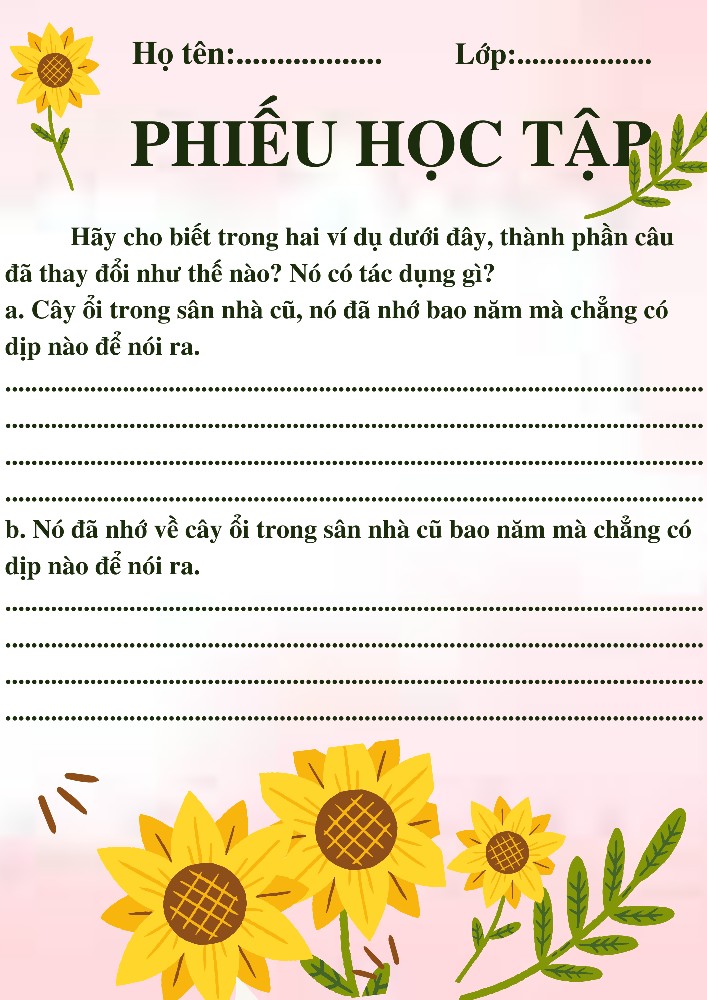 Họ tên:.................. Lớp:..................
PHIẾU HỌC TẬP
Hãy cho biết trong hai ví dụ dưới đây, thành phần câu
đã thay đổi như thế nào? Nó có tác dụng gì?
a. Cây ổi trong sân nhà cũ, nó đã nhớ bao năm mà chẳng có
dịp nào để nói ra.
...........................................................................................................
...........................................................................................................
...........................................................................................................
...........................................................................................................
b. Nó đã nhớ về cây ổi trong sân nhà cũ bao năm mà chẳng có
dịp nào để nói ra.
...........................................................................................................
...........................................................................................................
...........................................................................................................
...........................................................................................................